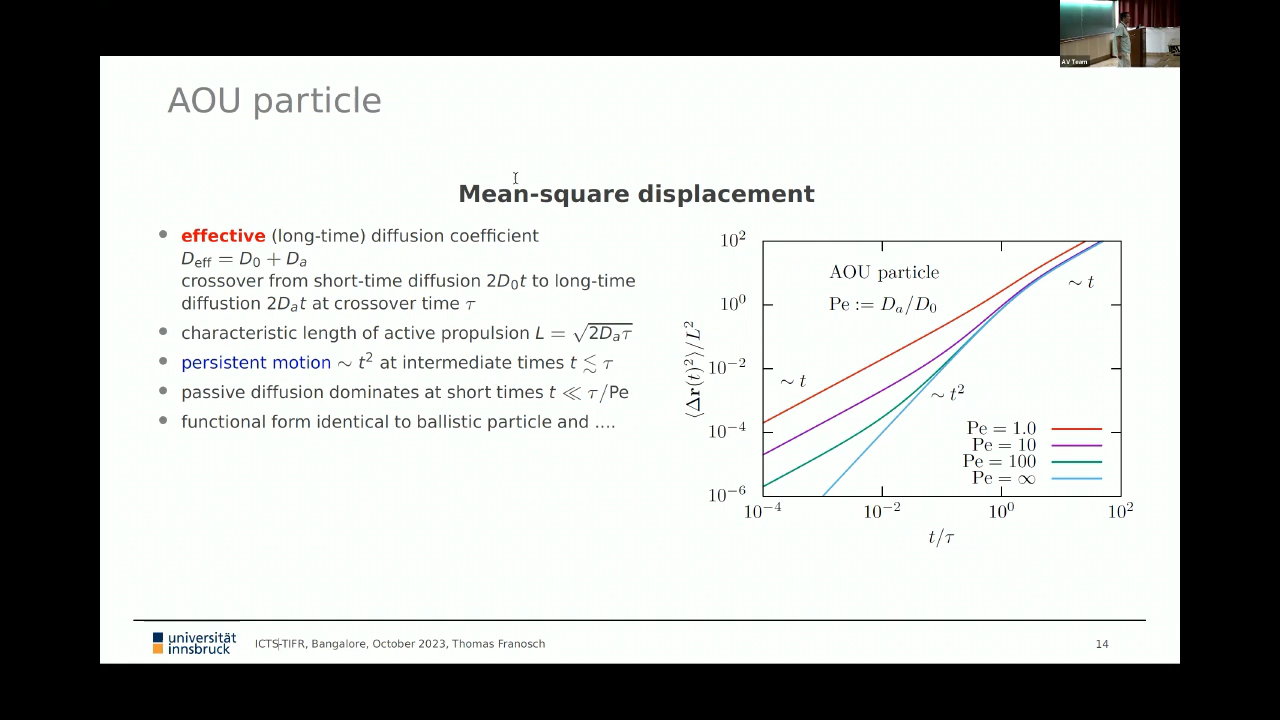 AV Team
AOU particle
Mean-square displacement
• effective (long-time) diffusion coefficient
D_eff = D_0 + D_a
crossover from short-time diffusion 2D_0t to long-time
diffustion 2D_at at crossover time τ
• characteristic length of active propulsion L = √(2D_aτ)
• persistent motion ∼ t² at intermediate times t ≲ τ
• passive diffusion dominates at short times t ≪ τ/Pe
• functional form identical to ballistic particle and ....
⟨Δr(t)²⟩/L²
10²
10⁰
10⁻²
10⁻⁴
10⁻⁶
AOU particle
Pe := D_a/D_0
∼ t
∼ t
∼ t²
Pe = 1.0
Pe = 10
Pe = 100
Pe = ∞
10⁻⁴ 10⁻² 10⁰ 10²
t/τ
universität
innsbruck
ICTS-TIFR, Bangalore, October 2023, Thomas Franosch
14